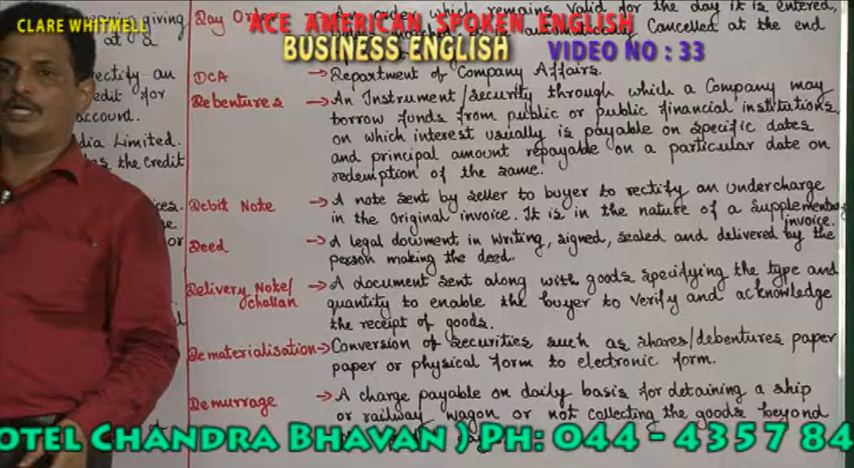 CLARE WHITMELL
ACE AMERICAN SPOKEN ENGLISH
BUSINESS ENGLISH VIDEO NO : 33
giving
at a
rectify an
edit for
account.
dia Limited.
the Credit
or
Day Or
which remains valid for the day it is entered,
Cancelled at the end
DCA → Department of Company Affairs.
Debentures → An Instrument/security through which a Company may
borrow funds from public or public financial institutions,
on which interest usually is payable on specific dates
and principal amount repayable on a particular date on
redemption of the same.
Debit Note → A note sent by seller to buyer to rectify an undercharge
in the original invoice. It is in the nature of a Supplementary
invoice.
Deed → A legal document in writing, signed, sealed and delivered by the
person making the deed.
Delivery Note/ → A document sent along with goods specifying the type and
challan quantity to enable the buyer to verify and acknowledge
the receipt of goods.
Dematerialisation → Conversion of securities such as shares/debentures paper
paper or physical form to electronic form.
Demurrage → A charge payable on daily basis for detaining a ship
or railway wagon or not collecting the goods beyond
OTEL CHANDRA BHAVAN ) PH: 044 - 4357 84